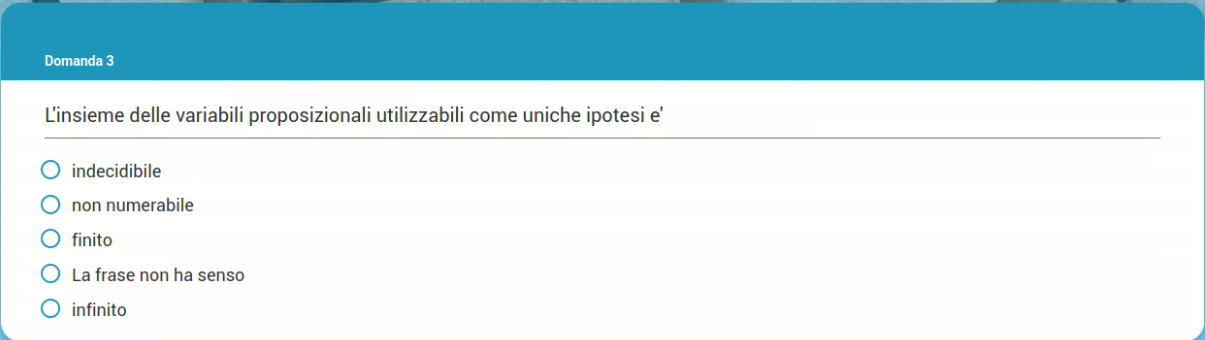 Domanda 3
L'insieme delle variabili proposizionali utilizzabili come uniche ipotesi e'
indecidibile
non numerabile
finito
La frase non ha senso
infinito